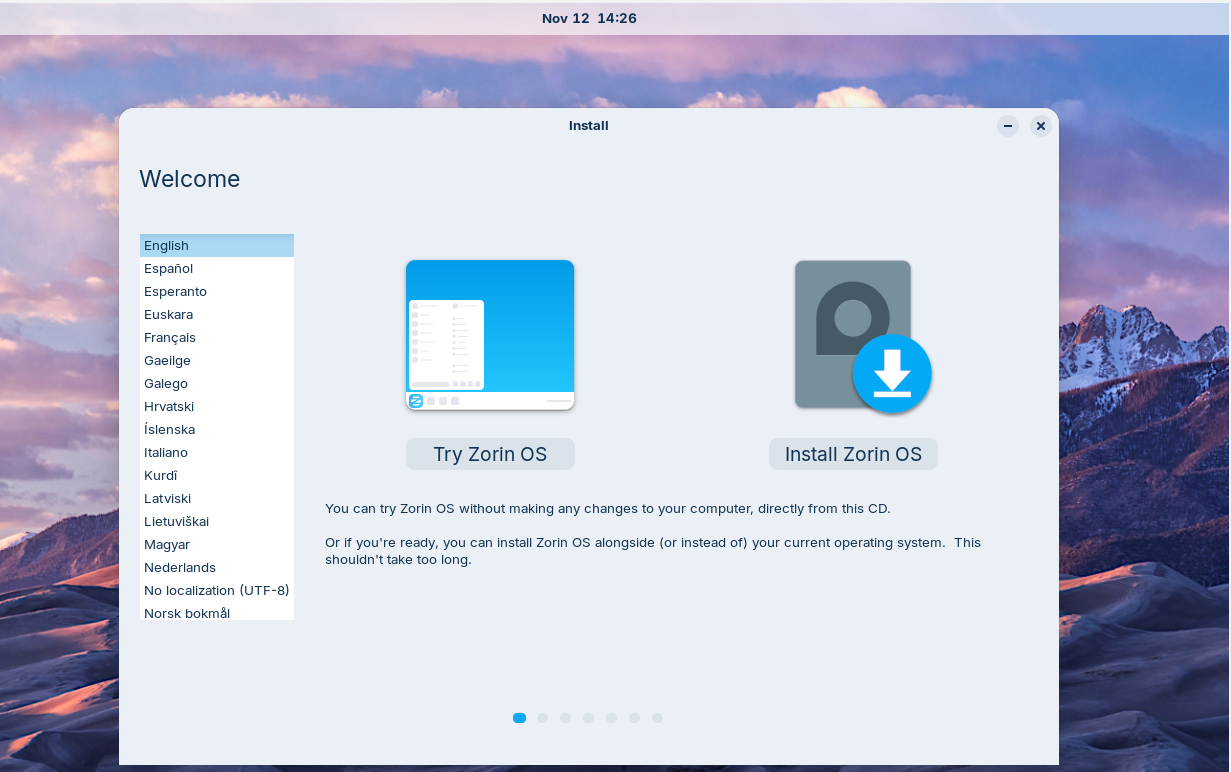 Nov 12  14:26
Install
Welcome
English
Español
Esperanto
Euskara
Français
Gaeilge
Galego
Hrvatski
Íslenska
Italiano
Kurdî
Latviski
Lietuviškai
Magyar
Nederlands
No localization (UTF-8)
Norsk bokmål
Try Zorin OS
Install Zorin OS
You can try Zorin OS without making any changes to your computer, directly from this CD.
Or if you're ready, you can install Zorin OS alongside (or instead of) your current operating system.  This
shouldn't take too long.